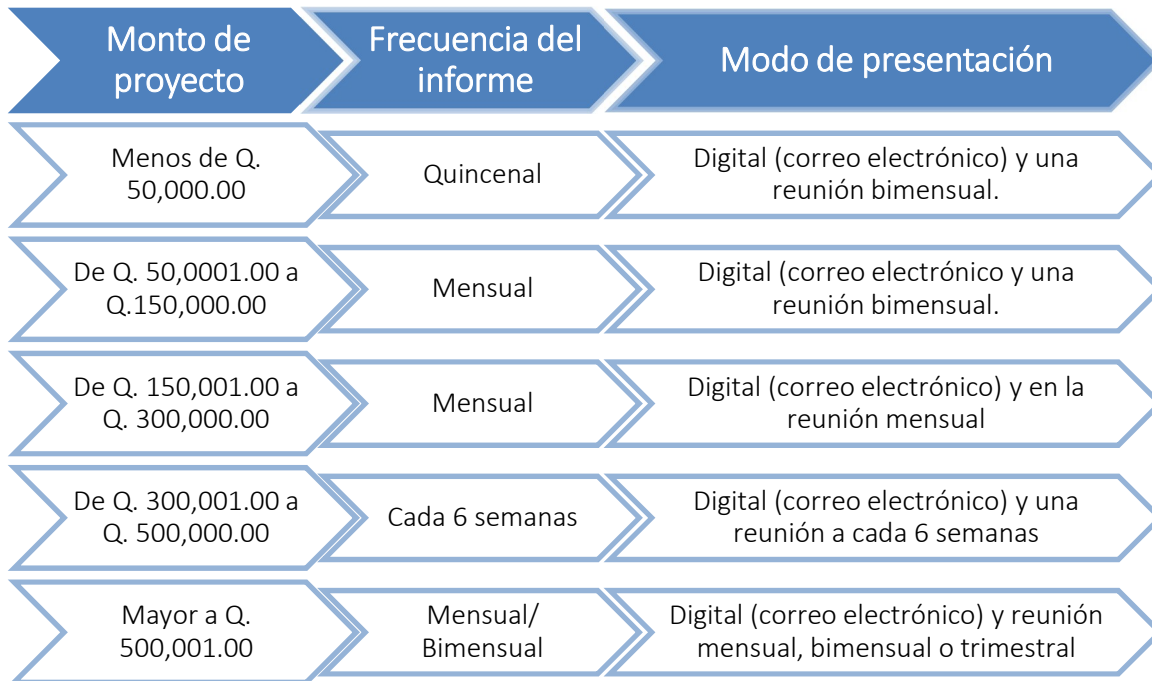 Monto de
proyecto
Frecuencia del
informe
Modo de presentación
Menos de Q.
50,000.00
Quincenal
Digital (correo electrónico) y una
reunión bimensual.
De Q. 50,0001.00 a
Q.150,000.00
Mensual
Digital (correo electrónico y una
reunión bimensual.
De Q. 150,001.00 a
Q. 300,000.00
Mensual
Digital (correo electrónico) y en la
reunión mensual
De Q. 300,001.00 a
Q. 500,000.00
Cada 6 semanas
Digital (correo electrónico) y una
reunión a cada 6 semanas
Mayor a Q.
500,001.00
Mensual/
Bimensual
Digital (correo electrónico) y reunión
mensual, bimensual o trimestral